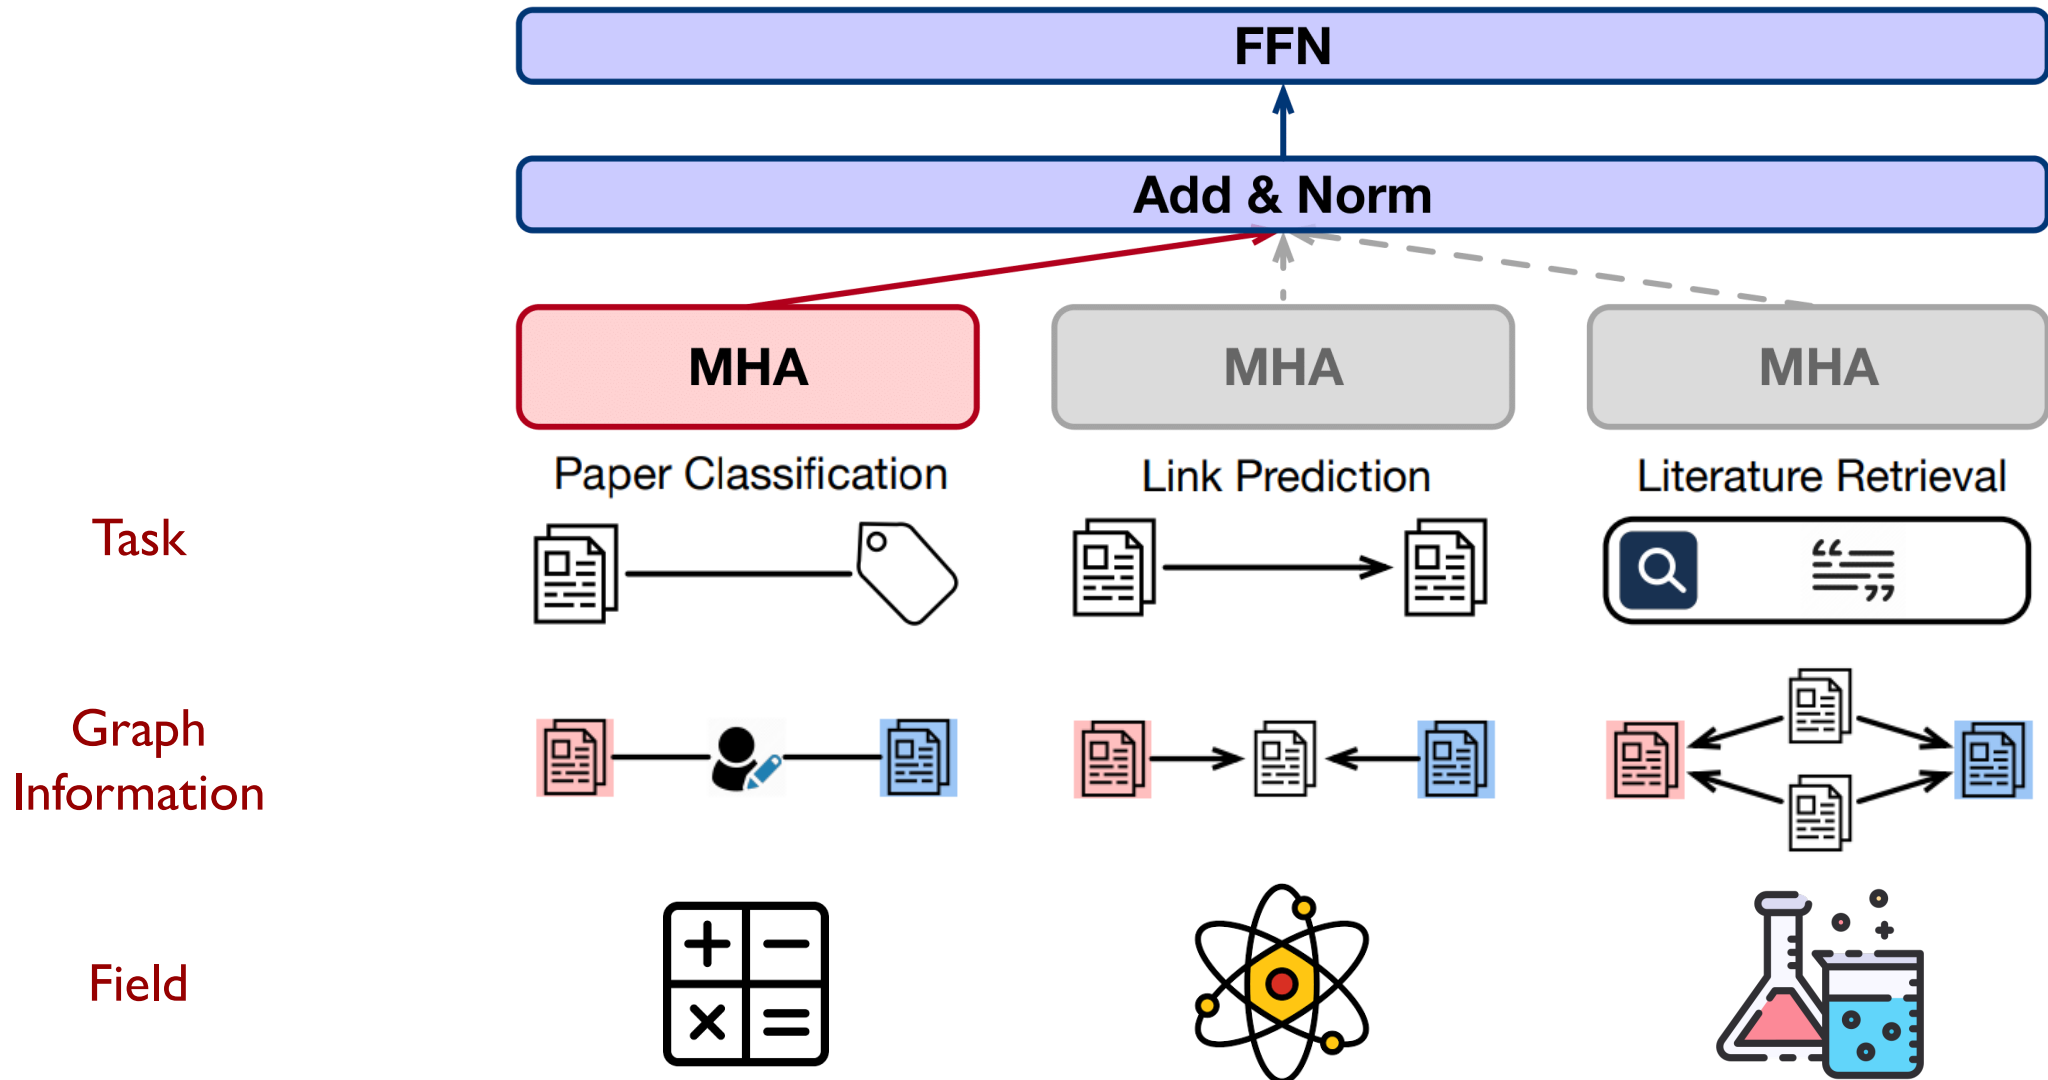 FFN
Add & Norm
MHA
MHA
MHA
Paper Classification
Link Prediction
Literature Retrieval
Task
Graph
Information
Field